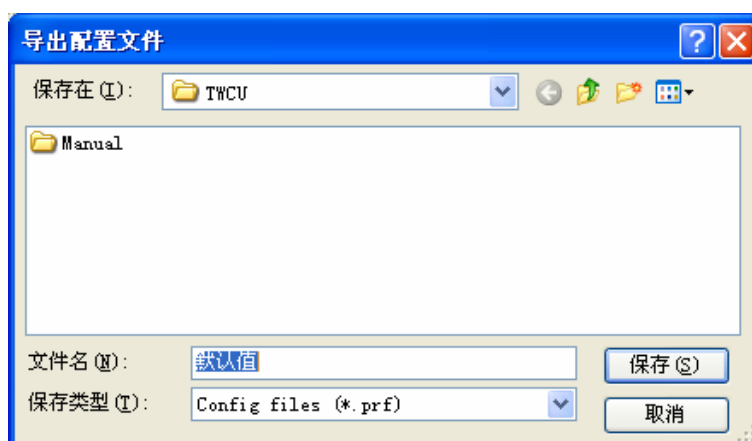 导出配置文件
保存在(I):
TWCU
Manual
文件名(N):
默认值
保存(S)
保存类型(T):
Config files (*.prf)
取消